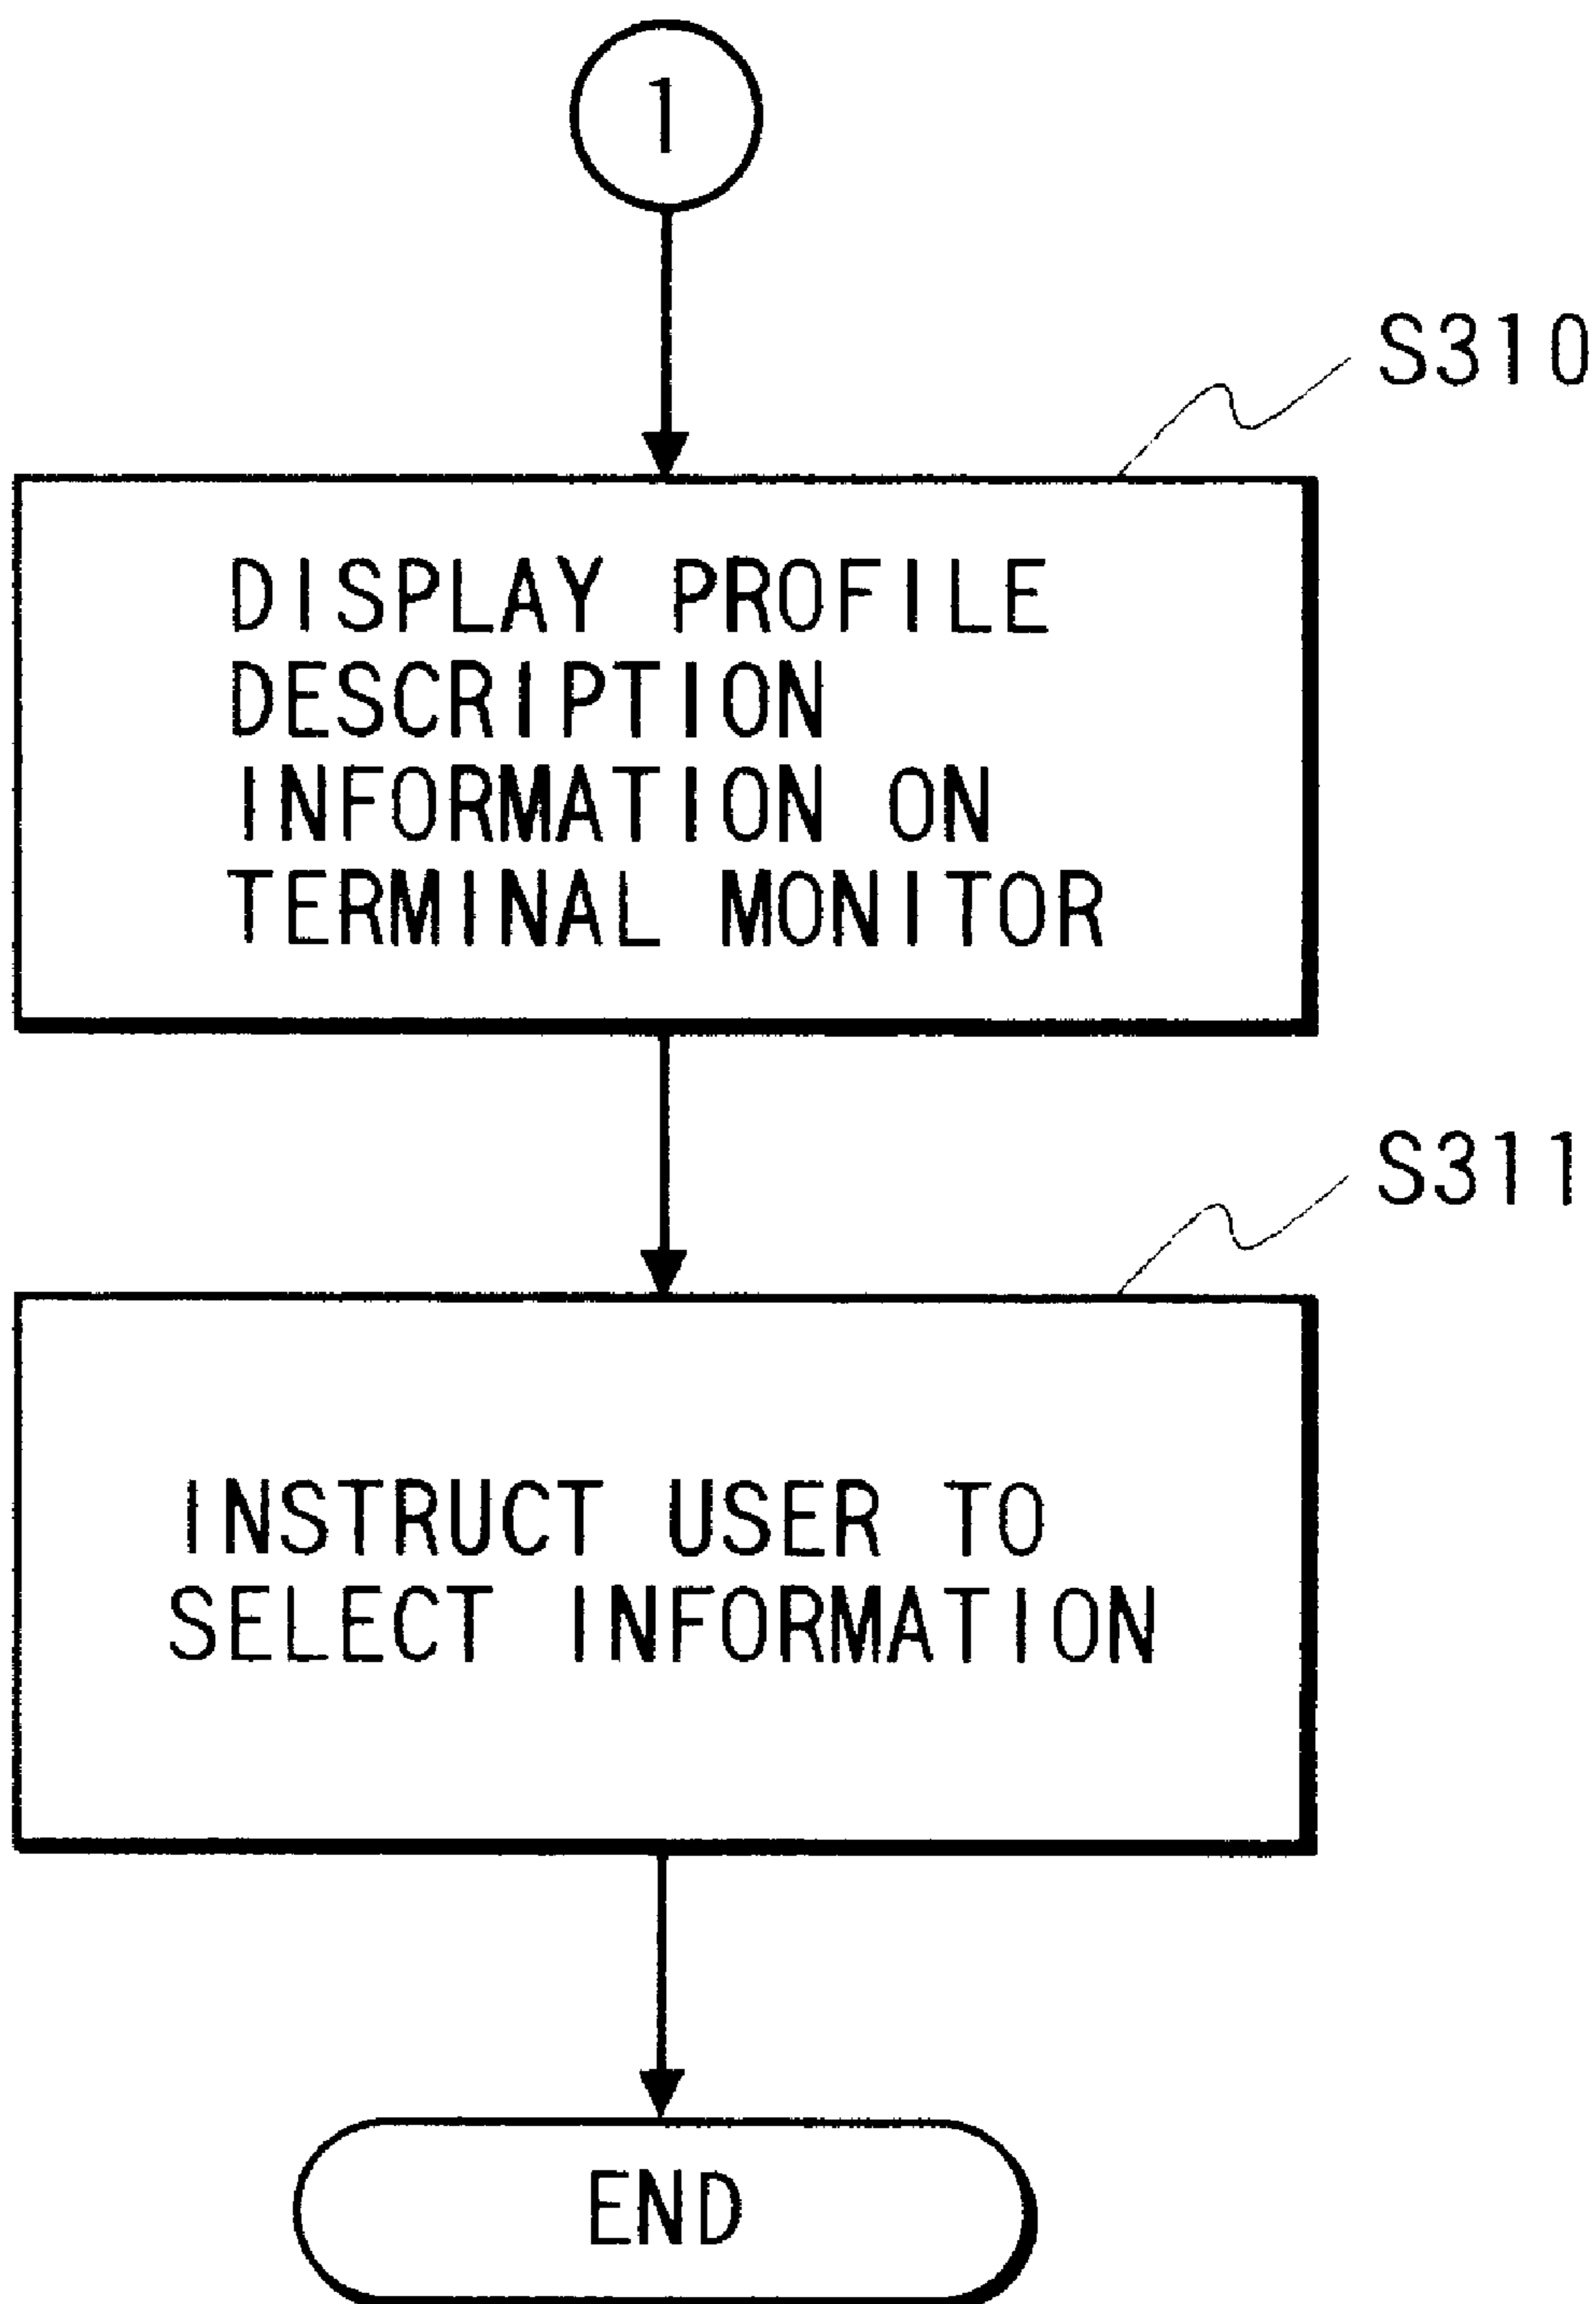 1
S310
DISPLAY PROFILE
DESCRIPTION
INFORMATION ON
TERMINAL MONITOR
S311
INSTRUCT USER TO
SELECT INFORMATION
END